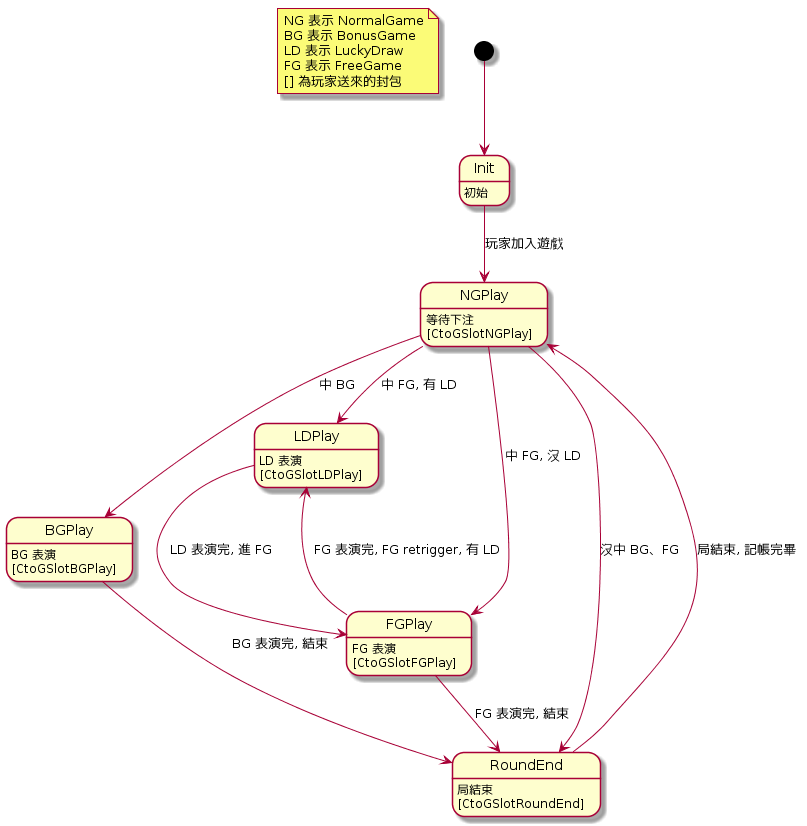 NG 表示 NormalGame
BG 表示 BonusGame
LD 表示 LuckyDraw
FG 表示 FreeGame
[] 為玩家送來的封包
Init
初始
玩家加入遊戱
NGPlay
等待下注
[CtoGSlotNGPlay]
中 BG
中 FG, 有 LD
LDPlay
LD 表演
[CtoGSlotLDPlay]
中 FG, 沒 LD
BGPlay
BG 表演
[CtoGSlotBGPlay]
LD 表演完, 進 FG
FG 表演完, FG retrigger, 有 LD
沒中 BG、FG
局結束, 記帳完畢
FGPlay
FG 表演
[CtoGSlotFGPlay]
BG 表演完, 結束
FG 表演完, 結束
RoundEnd
局結束
[CtoGSlotRoundEnd]